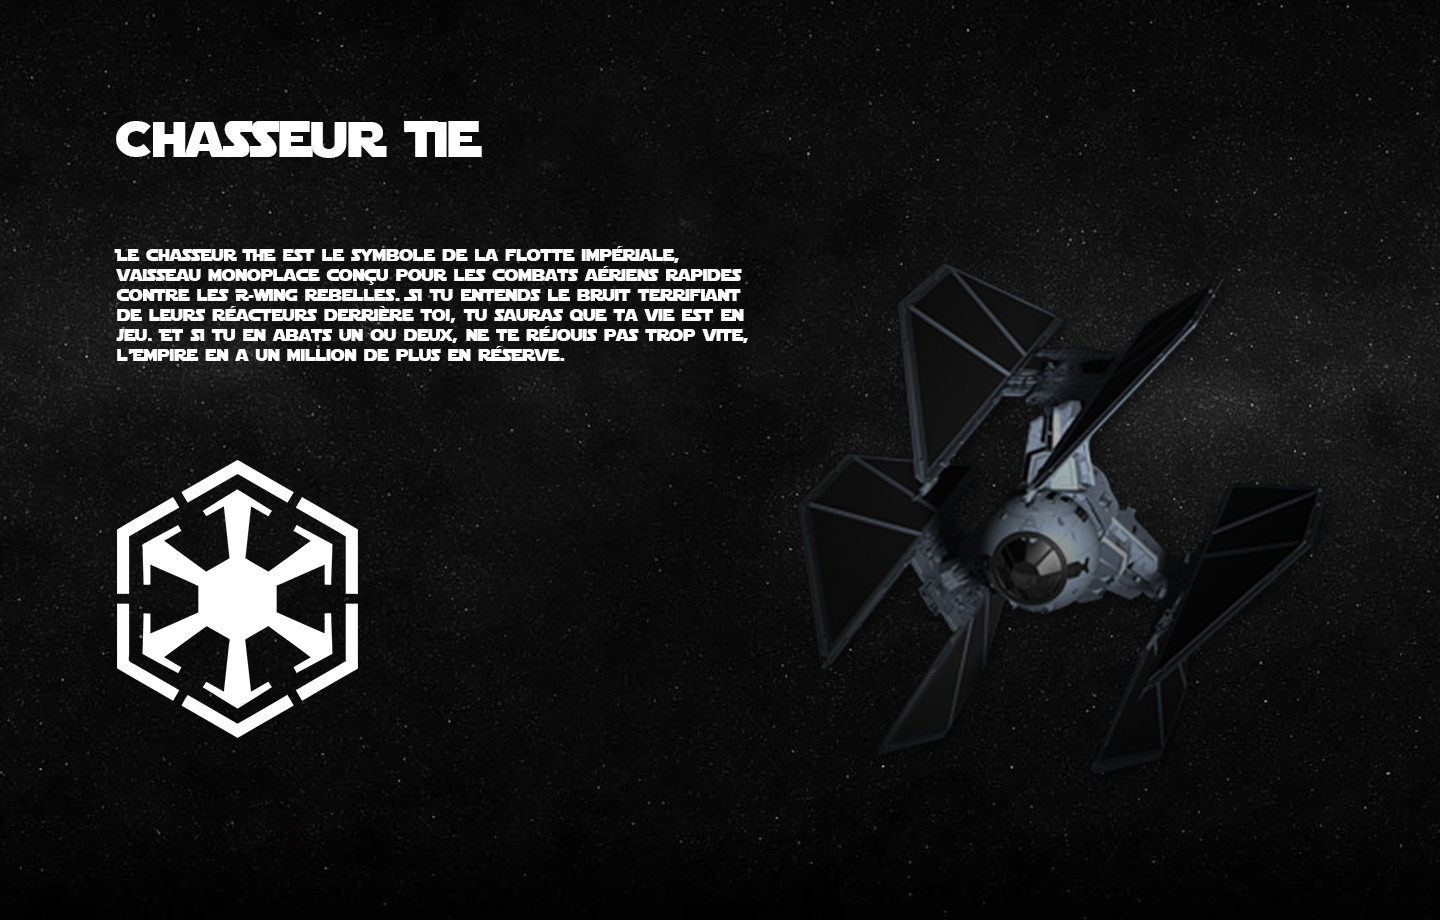 CHASSEUR TIE
LE CHASSEUR THE EST LE SYMBOLE DE LA FLOTTE IMPÉRIALE,
VAISSEAU MONOPLACE CONÇU POUR LES COMBATS AÉRIENS RAPIDES
CONTRE LES R-WING REBELLES. SI TU ENTENDS LE BRUIT TERRIFIANT
DE LEURS RÉACTEURS DERRIÈRE TOI, TU SAURAS QUE TA VIE EST EN
JEU. ET SI TU EN ABATS UN OU DEUX, NE TE RÉJOUIS PAS TROP VITE,
L'EMPIRE EN A UN MILLION DE PLUS EN RÉSERVE.